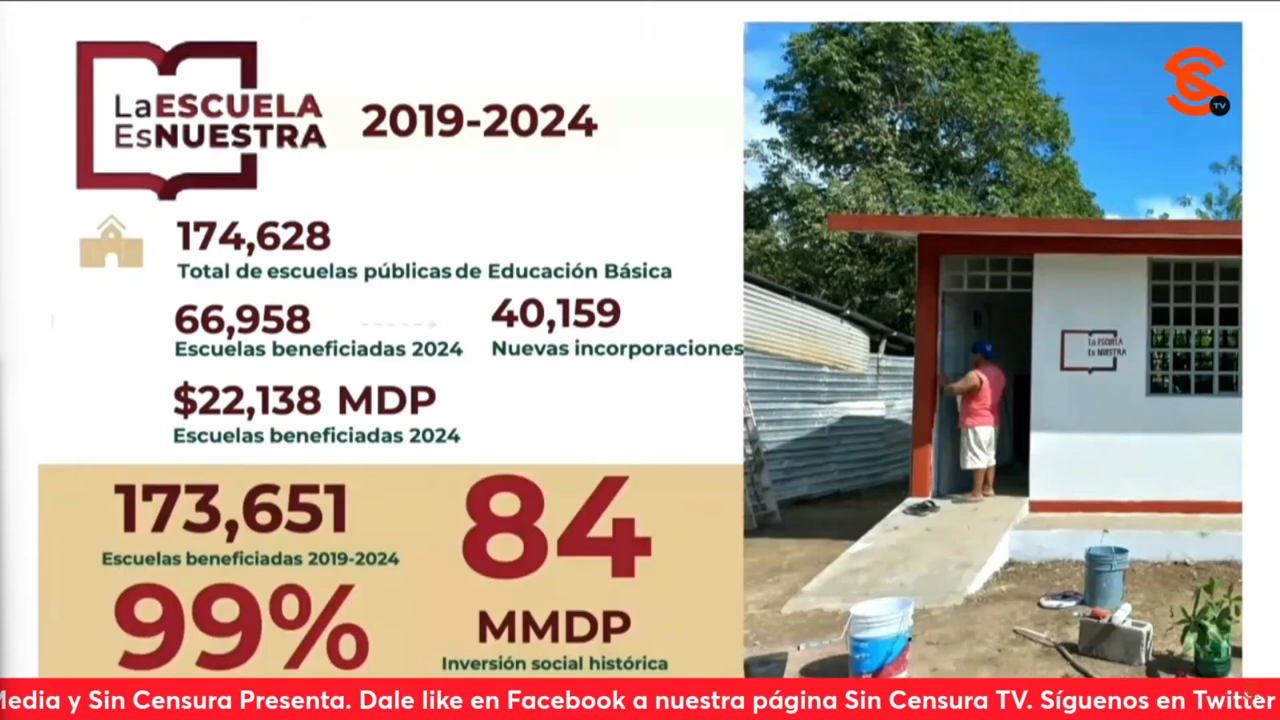 LaESCUELA
EsNUESTRA
2019-2024
174,628
Total de escuelas públicas de Educación Básica
66,958
Escuelas beneficiadas 2024
40,159
Nuevas incorporaciones
$22,138 MDP
Escuelas beneficiadas 2024
173,651
Escuelas beneficiadas 2019-2024
99%
84
MMDP
Inversión social histórica
TV
La ESCUELA
Es NUESTRA
Media y Sin Censura Presenta. Dale like en Facebook a nuestra página Sin Censura TV. Síguenos en Twitter